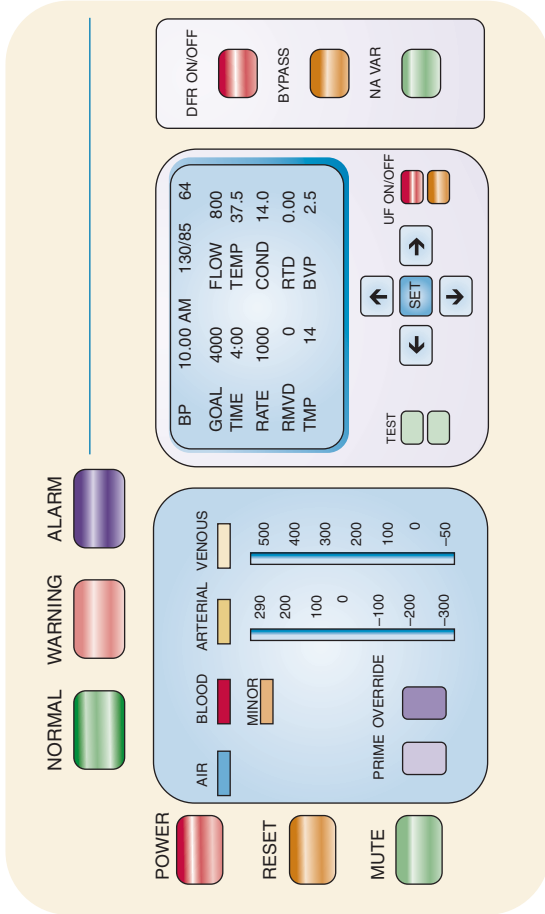 NORMAL WARNING ALARM
POWER
RESET
MUTE
AIR BLOOD ARTERIAL VENOUS
MINOR
290 500
200 400
100 300
0 200
–100 100
–200 0
–300 –50
PRIME OVERRIDE
BP 10.00 AM 130/85 64
GOAL 4000 FLOW 800
TIME 4:00 TEMP 37.5
RATE 1000 COND 14.0
RMVD 0 RTD 0.00
TMP 14 BVP 2.5
TEST
SET
UF ON/OFF
DFR ON/OFF
BYPASS
NA VAR